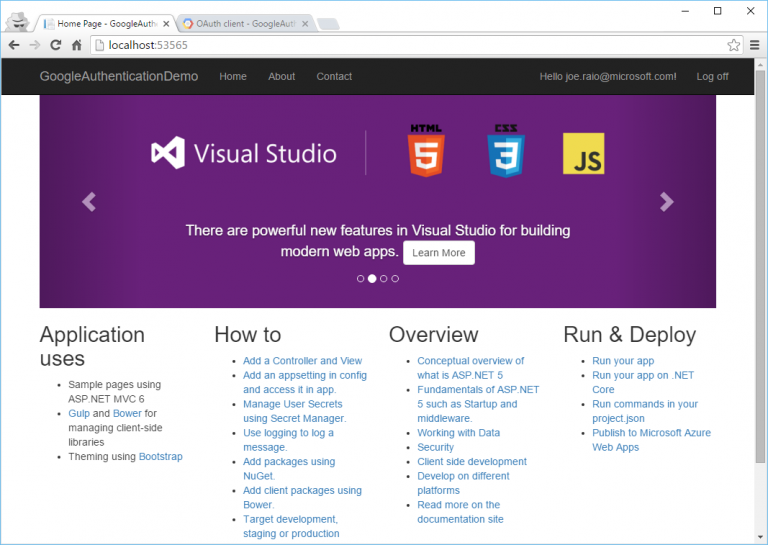 Home Page - GoogleAuthe
OAuth client - GoogleAuth
localhost:53565
GoogleAuthenticationDemo Home About Contact Hello joe.raio@microsoft.com! Log off
Visual Studio
HTML
5
CSS
3
JS
There are powerful new features in Visual Studio for building
modern web apps. Learn More
Application
uses
Sample pages using
ASP.NET MVC 6
Gulp and Bower for
managing client-side
libraries
Theming using Bootstrap
How to
Add a Controller and View
Add an appsetting in config
and access it in app.
Manage User Secrets
using Secret Manager.
Use logging to log a
message.
Add packages using
NuGet.
Add client packages using
Bower.
Target development,
staging or production
Overview
Conceptual overview of
what is ASP.NET 5
Fundamentals of ASP.NET
5 such as Startup and
middleware.
Working with Data
Security
Client side development
Develop on different
platforms
Read more on the
documentation site
Run & Deploy
Run your app
Run your app on .NET
Core
Run commands in your
project.json
Publish to Microsoft Azure
Web Apps